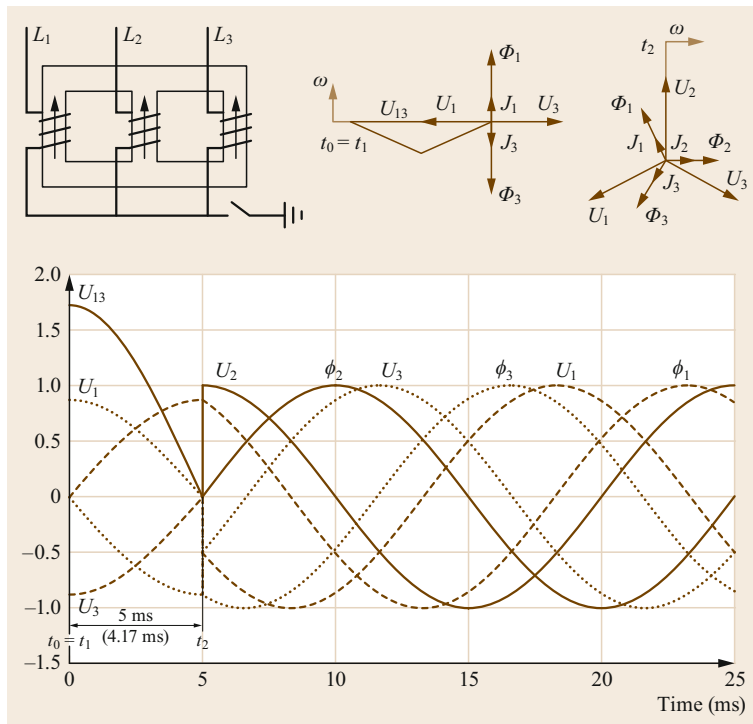 L₁ L₂ L₃
ω
U₁₃ U₁
t₀ = t₁
Φ₁
J₁ U₃
J₃
Φ₃
t₂ ω
U₂
Φ₁
J₁ J₂ Φ₂
J₃
U₁ Φ₃ U₃
2.0
1.5
1.0
0.5
0
−0.5
−1.0
−1.5
U₁₃
U₁
U₃
U₂ ϕ₂ U₃ ϕ₃ U₁ ϕ₁
5 ms
(4.17 ms)
t₀ = t₁ t₂
0 5 10 15 20 25
Time (ms)